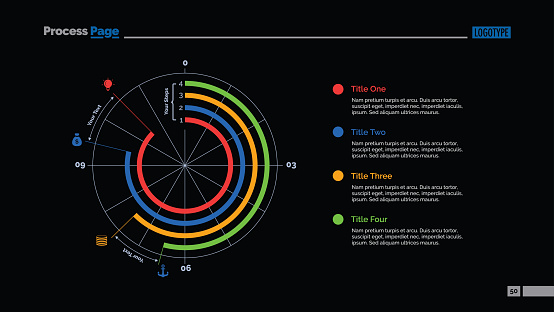 Process Page
LOGOTYPE
0
4
3
2
1
Your Steps
Your Text
09
03
Your Text
06
Title One
Nam pretium turpis et arcu. Duis arcu tortor,
suscipit eget, imperdiet nec, imperdiet iaculis,
ipsum. Sed aliquam ultrices mauris.
Title Two
Nam pretium turpis et arcu. Duis arcu tortor,
suscipit eget, imperdiet nec, imperdiet iaculis,
ipsum. Sed aliquam ultrices mauris.
Title Three
Nam pretium turpis et arcu. Duis arcu tortor,
suscipit eget, imperdiet nec, imperdiet iaculis,
ipsum. Sed aliquam ultrices mauris.
Title Four
Nam pretium turpis et arcu. Duis arcu tortor,
suscipit eget, imperdiet nec, imperdiet iaculis,
ipsum. Sed aliquam ultrices mauris.
50